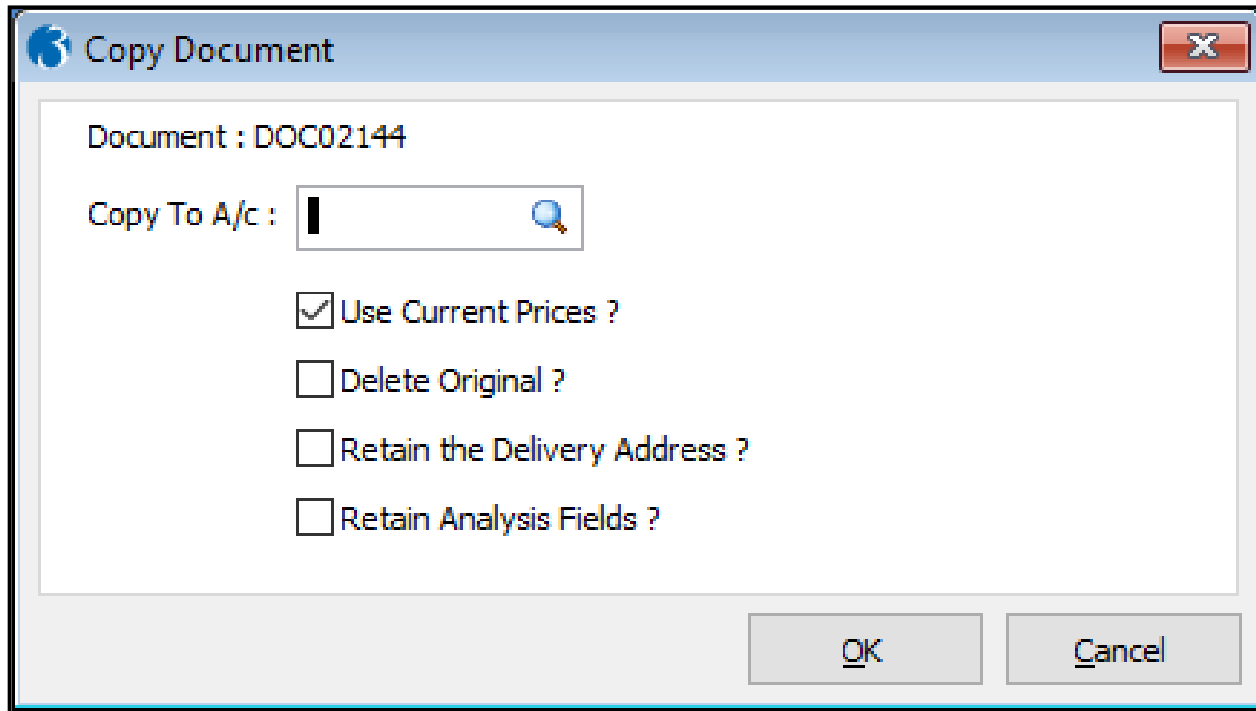 Copy Document
Document : DOC02144
Copy To A/c :
Use Current Prices ?
Delete Original ?
Retain the Delivery Address ?
Retain Analysis Fields ?
OK Cancel